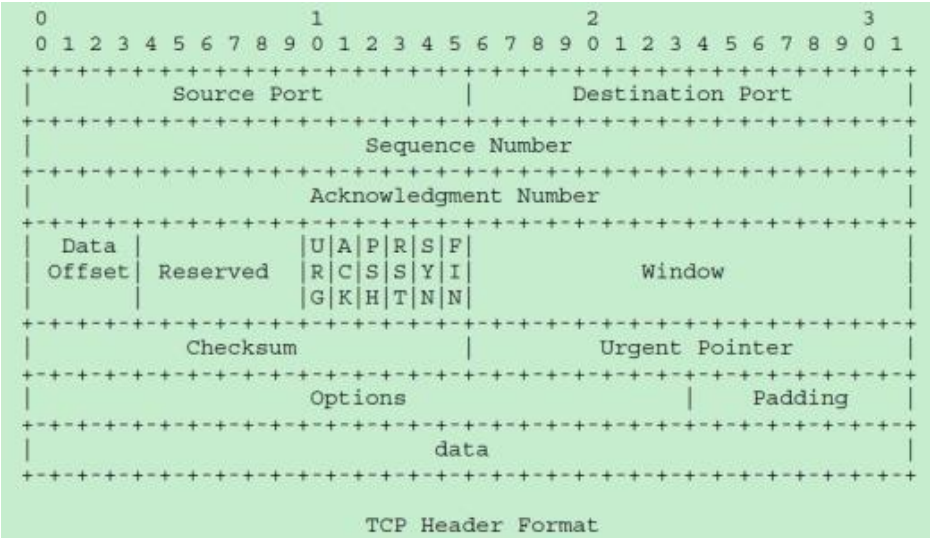 0                   1                   2                   3
 0 1 2 3 4 5 6 7 8 9 0 1 2 3 4 5 6 7 8 9 0 1 2 3 4 5 6 7 8 9 0 1
+-+-+-+-+-+-+-+-+-+-+-+-+-+-+-+-+-+-+-+-+-+-+-+-+-+-+-+-+-+-+-+-+
|          Source Port          |       Destination Port        |
+-+-+-+-+-+-+-+-+-+-+-+-+-+-+-+-+-+-+-+-+-+-+-+-+-+-+-+-+-+-+-+-+
|                        Sequence Number                        |
+-+-+-+-+-+-+-+-+-+-+-+-+-+-+-+-+-+-+-+-+-+-+-+-+-+-+-+-+-+-+-+-+
|                    Acknowledgment Number                      |
+-+-+-+-+-+-+-+-+-+-+-+-+-+-+-+-+-+-+-+-+-+-+-+-+-+-+-+-+-+-+-+-+
|  Data |           |U|A|P|R|S|F|                               |
| Offset| Reserved  |R|C|S|S|Y|I|            Window             |
|       |           |G|K|H|T|N|N|                               |
+-+-+-+-+-+-+-+-+-+-+-+-+-+-+-+-+-+-+-+-+-+-+-+-+-+-+-+-+-+-+-+-+
|           Checksum            |         Urgent Pointer        |
+-+-+-+-+-+-+-+-+-+-+-+-+-+-+-+-+-+-+-+-+-+-+-+-+-+-+-+-+-+-+-+-+
|                    Options                    |    Padding    |
+-+-+-+-+-+-+-+-+-+-+-+-+-+-+-+-+-+-+-+-+-+-+-+-+-+-+-+-+-+-+-+-+
|                             data                              |
+-+-+-+-+-+-+-+-+-+-+-+-+-+-+-+-+-+-+-+-+-+-+-+-+-+-+-+-+-+-+-+-+
TCP Header Format